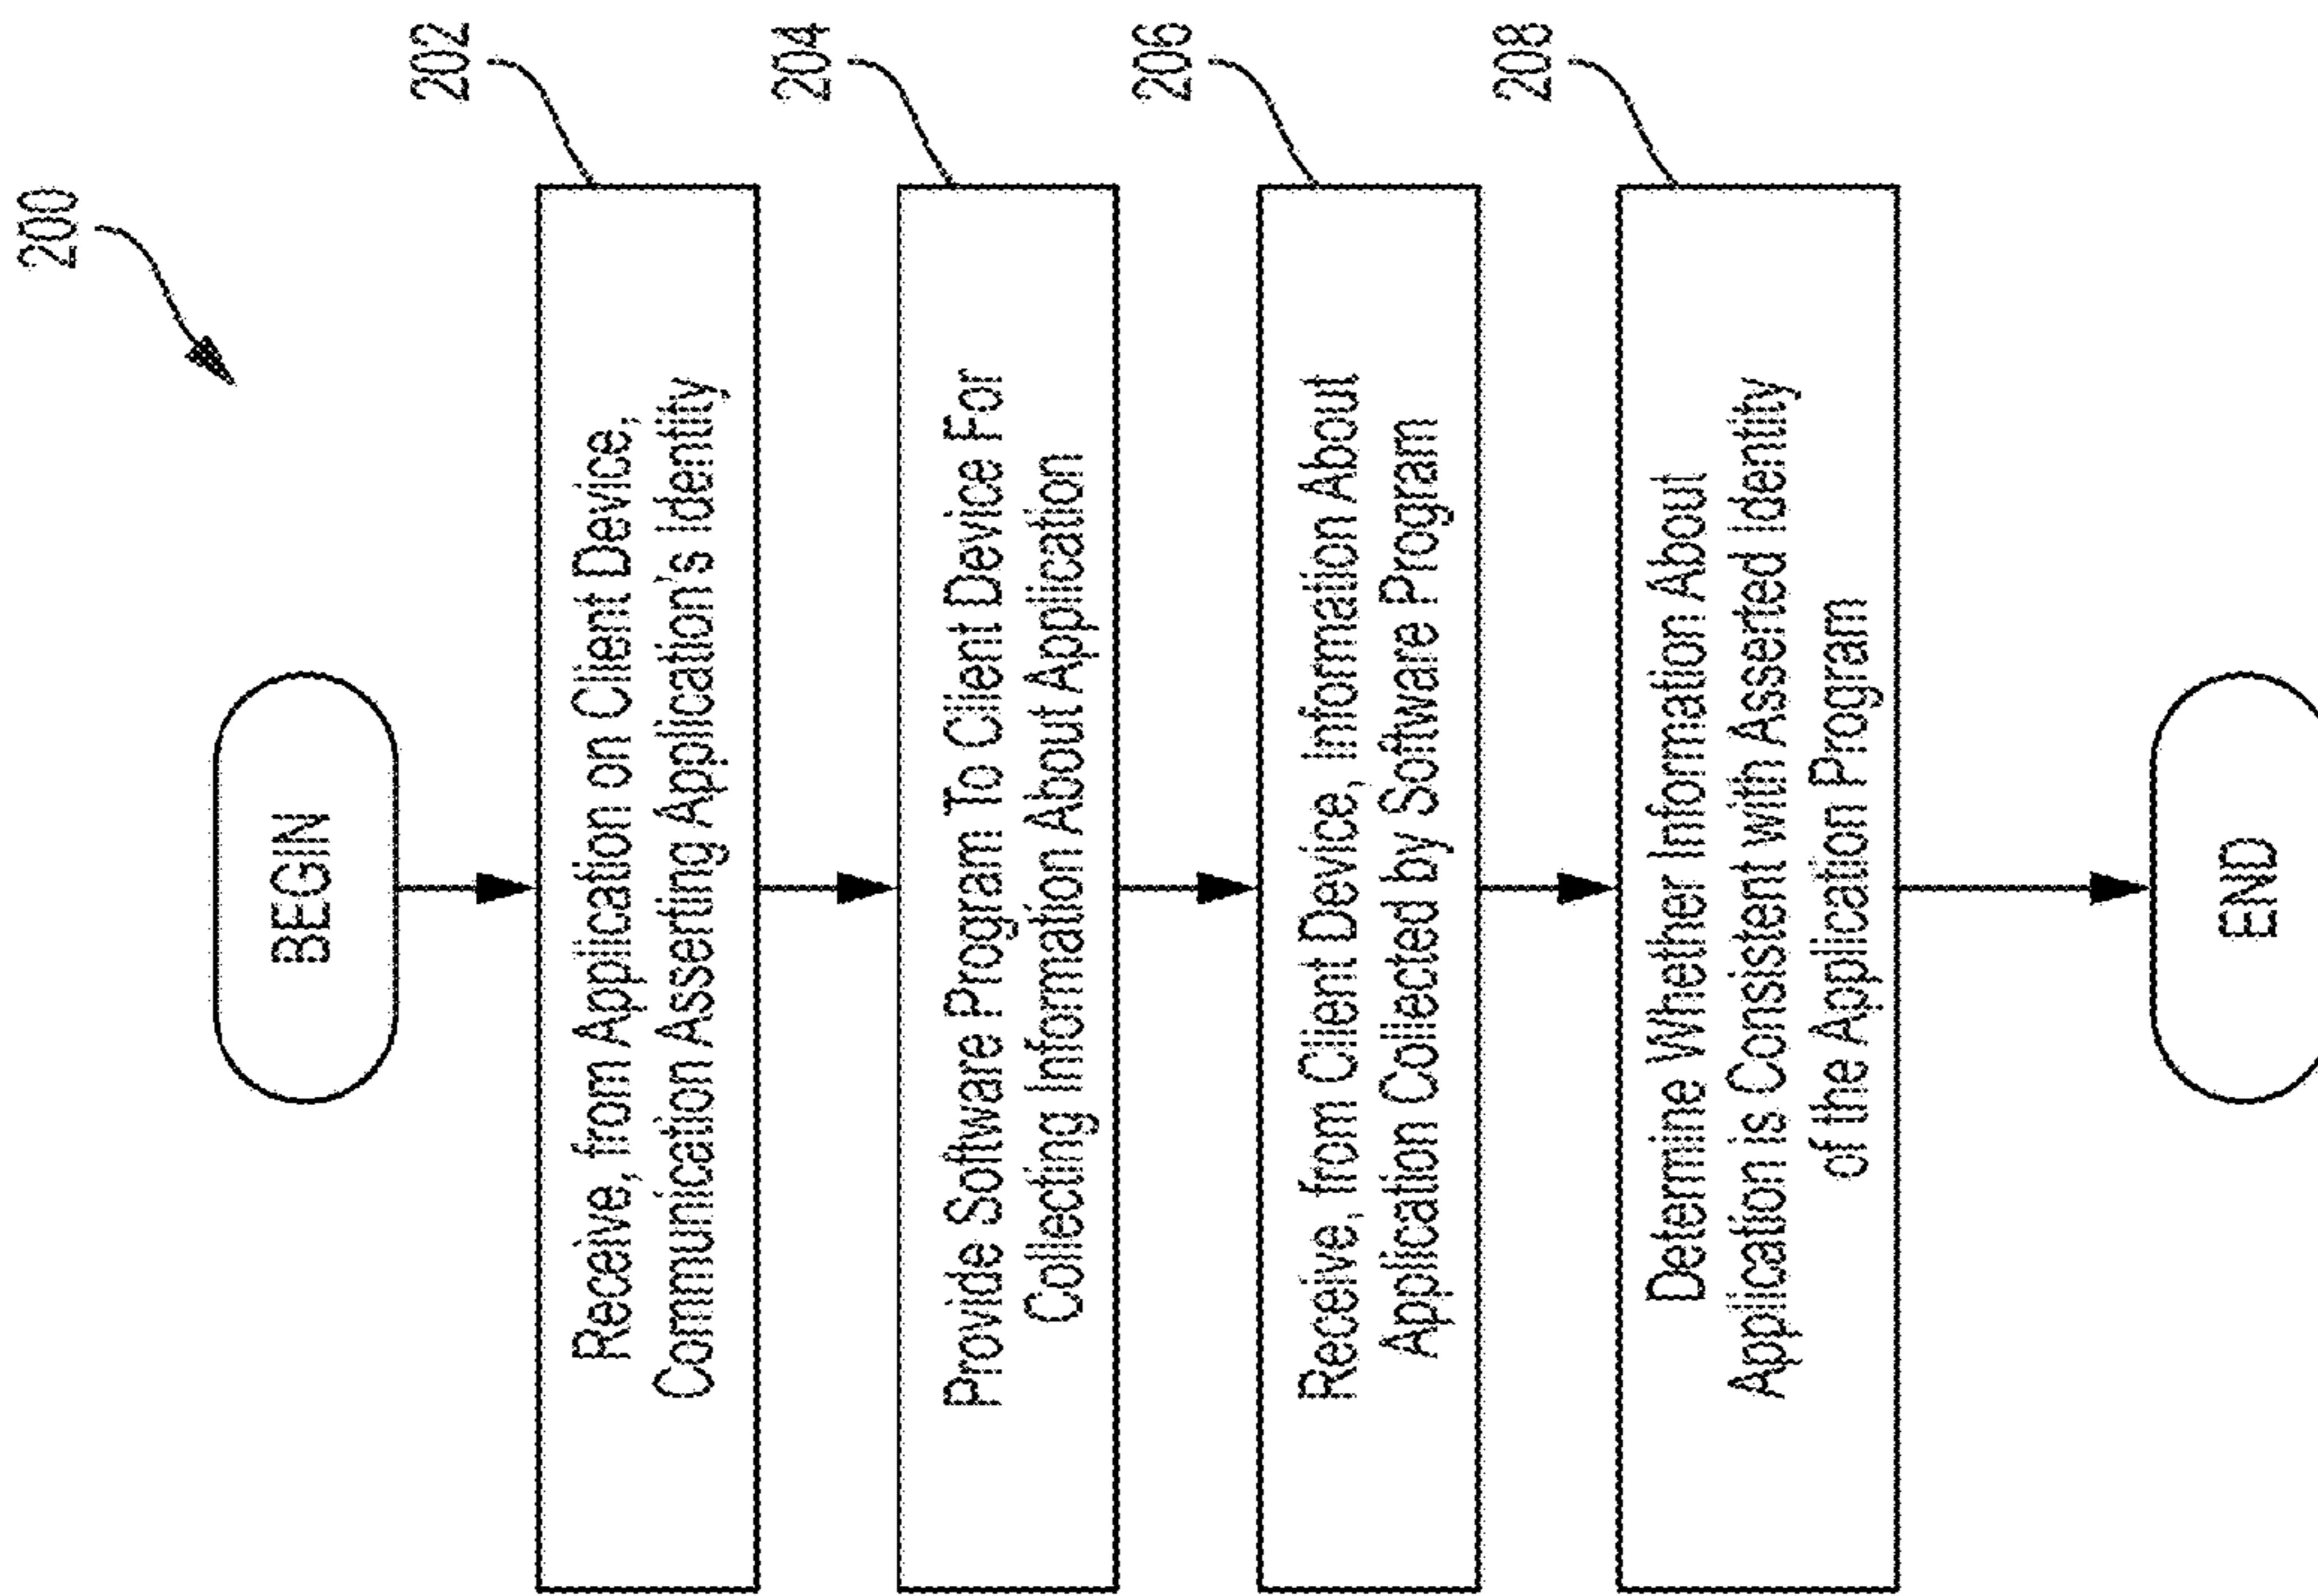 200
BEGIN
202
Receive, from Application on Client Device,
Communication Asserting Application's Identity
204
Provide Software Program To Client Device For
Collecting Information About Application
206
Receive, from Client Device, Information About
Application Collected by Software Program
208
Determine Whether Information About
Application is Consistent with Asserted Identity
of the Application Program
END